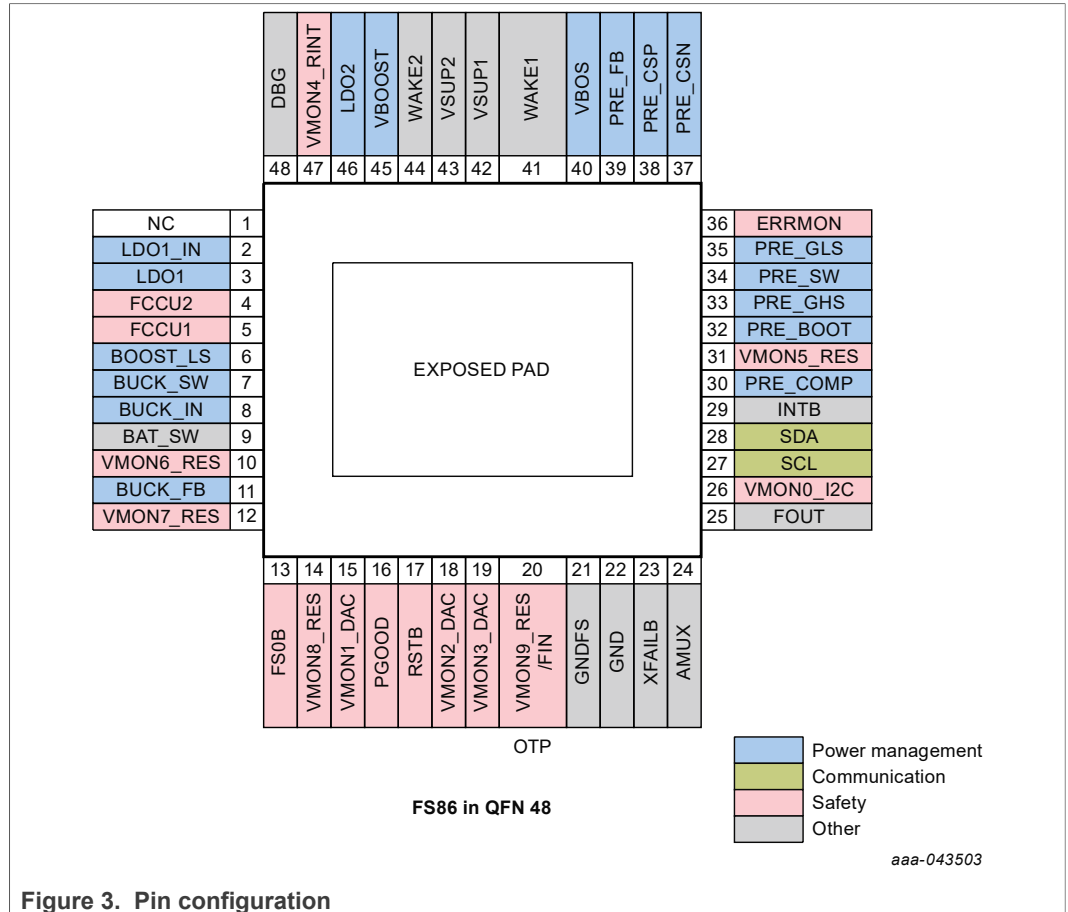 DBG
VMON4_RINT
LDO2
VBOOST
WAKE2
VSUP2
VSUP1
WAKE1
VBOS
PRE_FB
PRE_CSP
PRE_CSN
48 47 46 45 44 43 42 41 40 39 38 37
NC 1
LDO1_IN 2
LDO1 3
FCCU2 4
FCCU1 5
BOOST_LS 6
BUCK_SW 7
BUCK_IN 8
BAT_SW 9
VMON6_RES 10
BUCK_FB 11
VMON7_RES 12
EXPOSED PAD
36 ERRMON
35 PRE_GLS
34 PRE_SW
33 PRE_GHS
32 PRE_BOOT
31 VMON5_RES
30 PRE_COMP
29 INTB
28 SDA
27 SCL
26 VMON0_I2C
25 FOUT
13 14 15 16 17 18 19 20 21 22 23 24
FS0B
VMON8_RES
VMON1_DAC
PGOOD
RSTB
VMON2_DAC
VMON3_DAC
VMON9_RES
/FIN
GNDFS
GND
XFAILB
AMUX
OTP
Power management
Communication
Safety
Other
FS86 in QFN 48
aaa-043503
Figure 3. Pin configuration